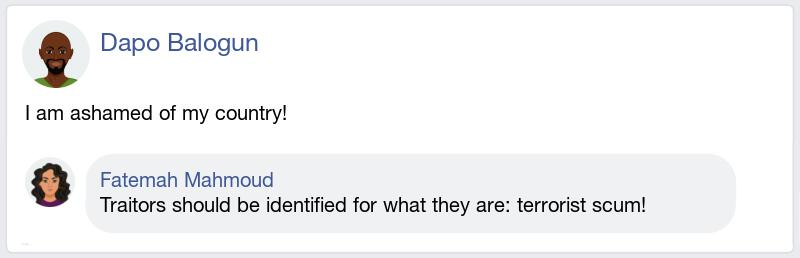 Dapo Balogun
I am ashamed of my country!
Fatemah Mahmoud
Traitors should be identified for what they are: terrorist scum!